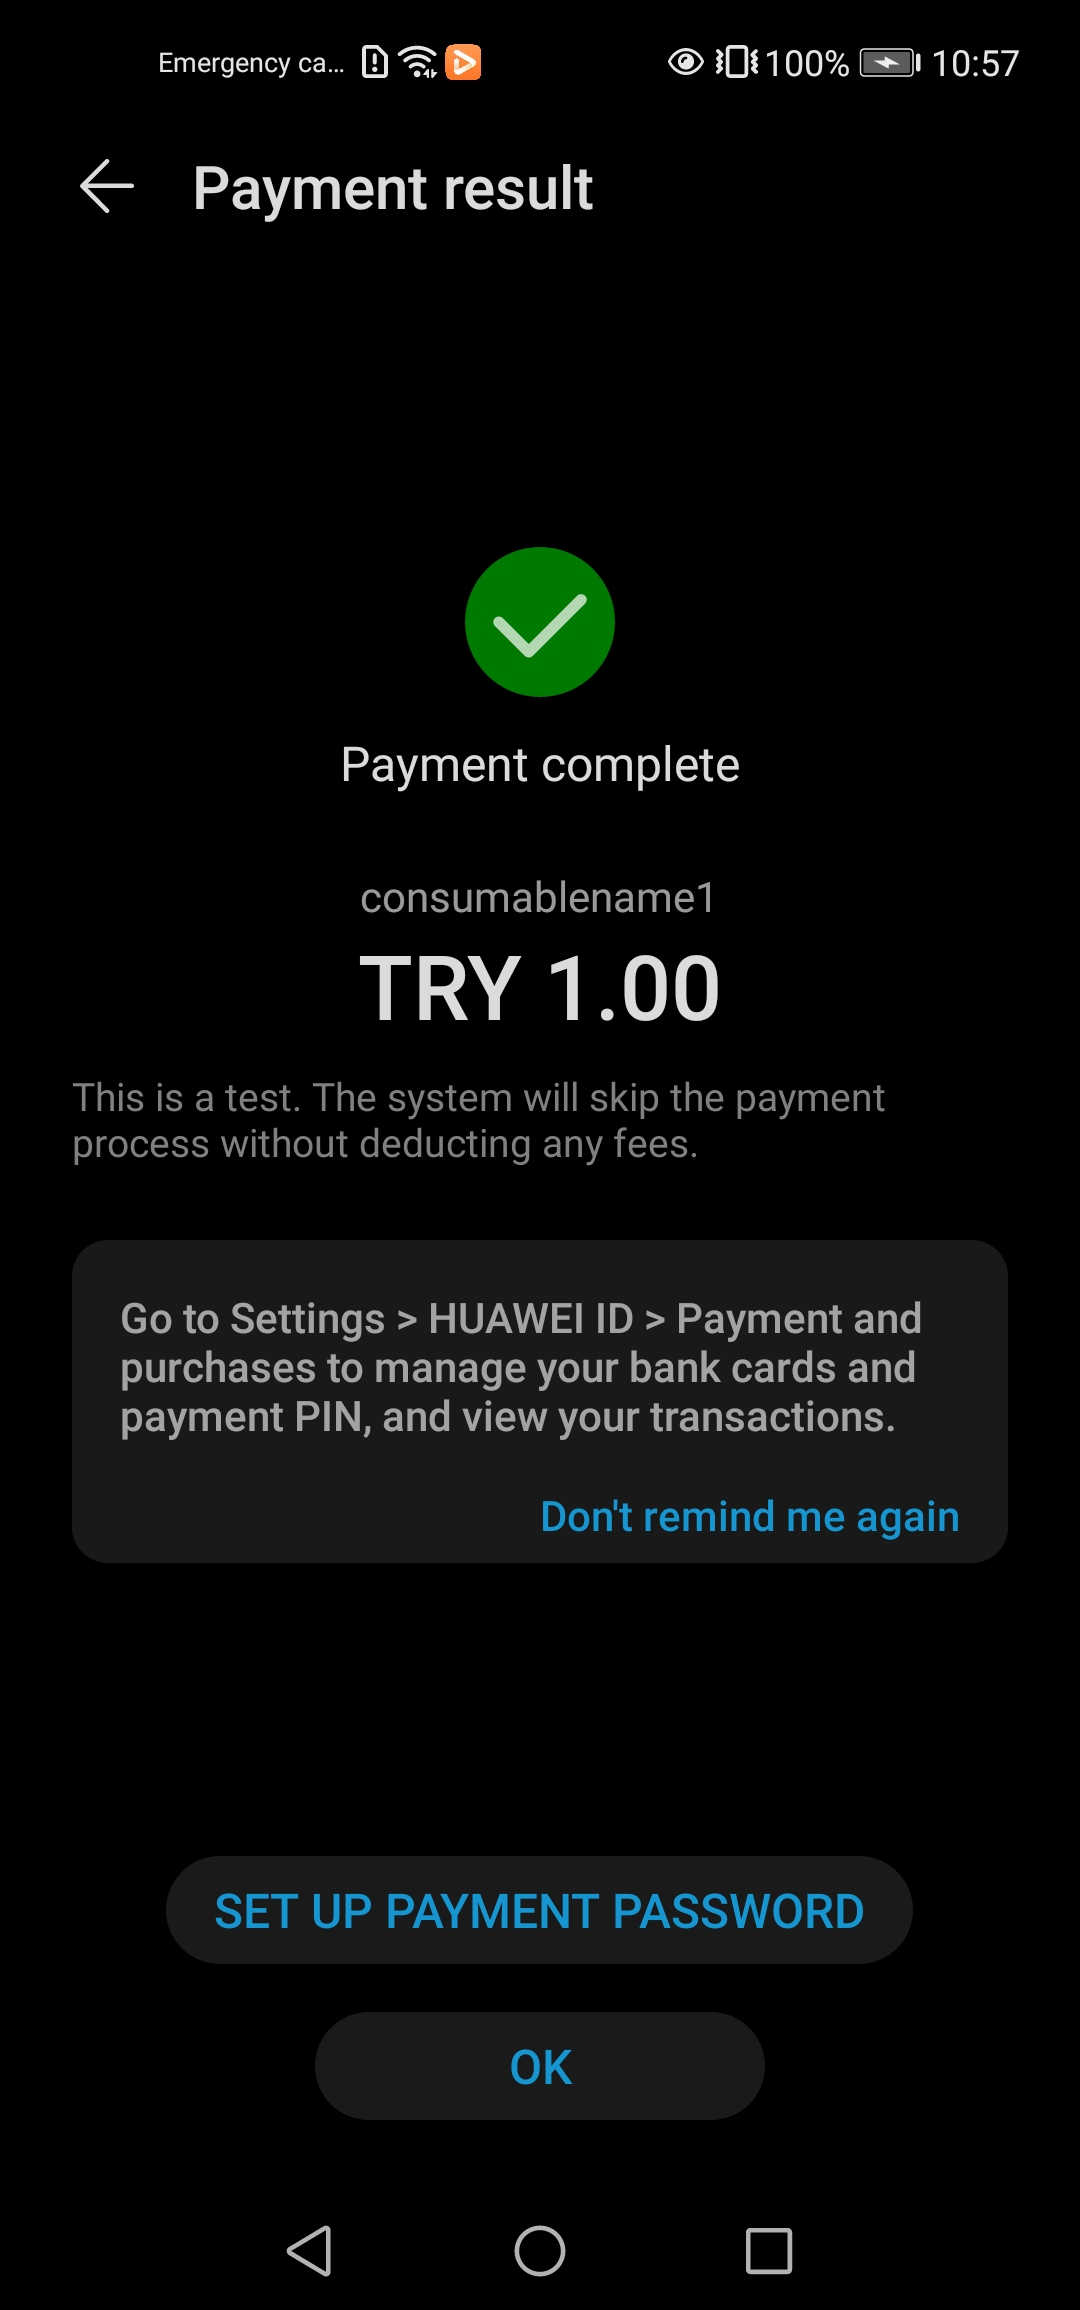 Emergency ca... 100% 10:57
Payment result
Payment complete
consumablename1
TRY 1.00
This is a test. The system will skip the payment
process without deducting any fees.
Go to Settings > HUAWEI ID > Payment and
purchases to manage your bank cards and
payment PIN, and view your transactions.
Don't remind me again
SET UP PAYMENT PASSWORD
OK